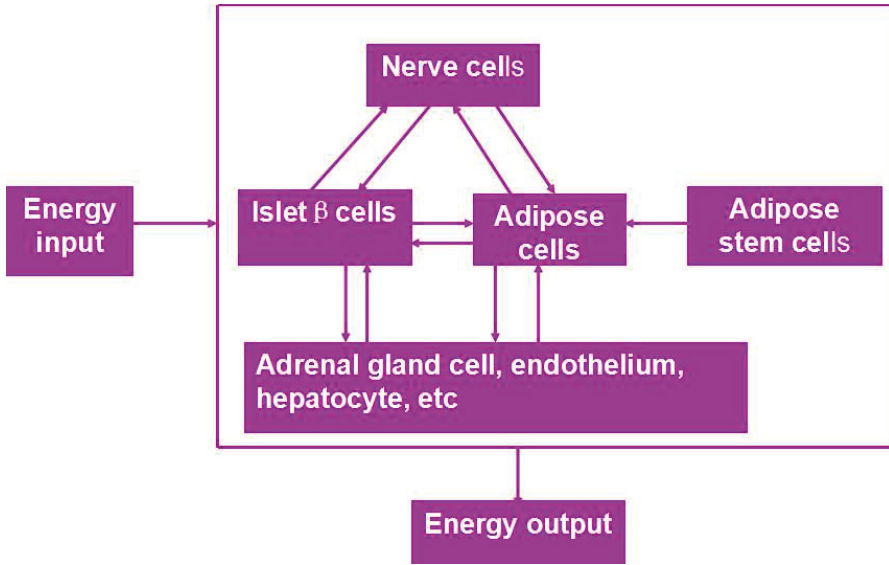 Nerve cells
Energy
input
Islet β cells
Adipose
cells
Adipose
stem cells
Adrenal gland cell, endothelium,
hepatocyte, etc
Energy output